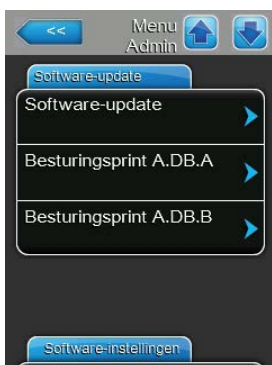 <<
Menu
Admin
Software-update
Software-update
Besturingsprint A.DB.A
Besturingsprint A.DB.B
Software-instellingen